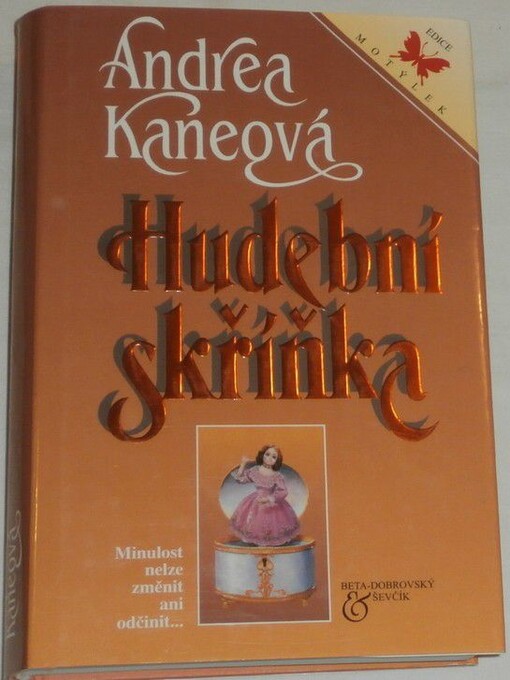 Andrea
Kaneová
EDICE
MOTÝLEK
Hudební
skříňka
Minulost
nelze
změnit
ani
odčinit...
BETA-DOBROVSKÝ
& ŠEVČÍK
Kaneová